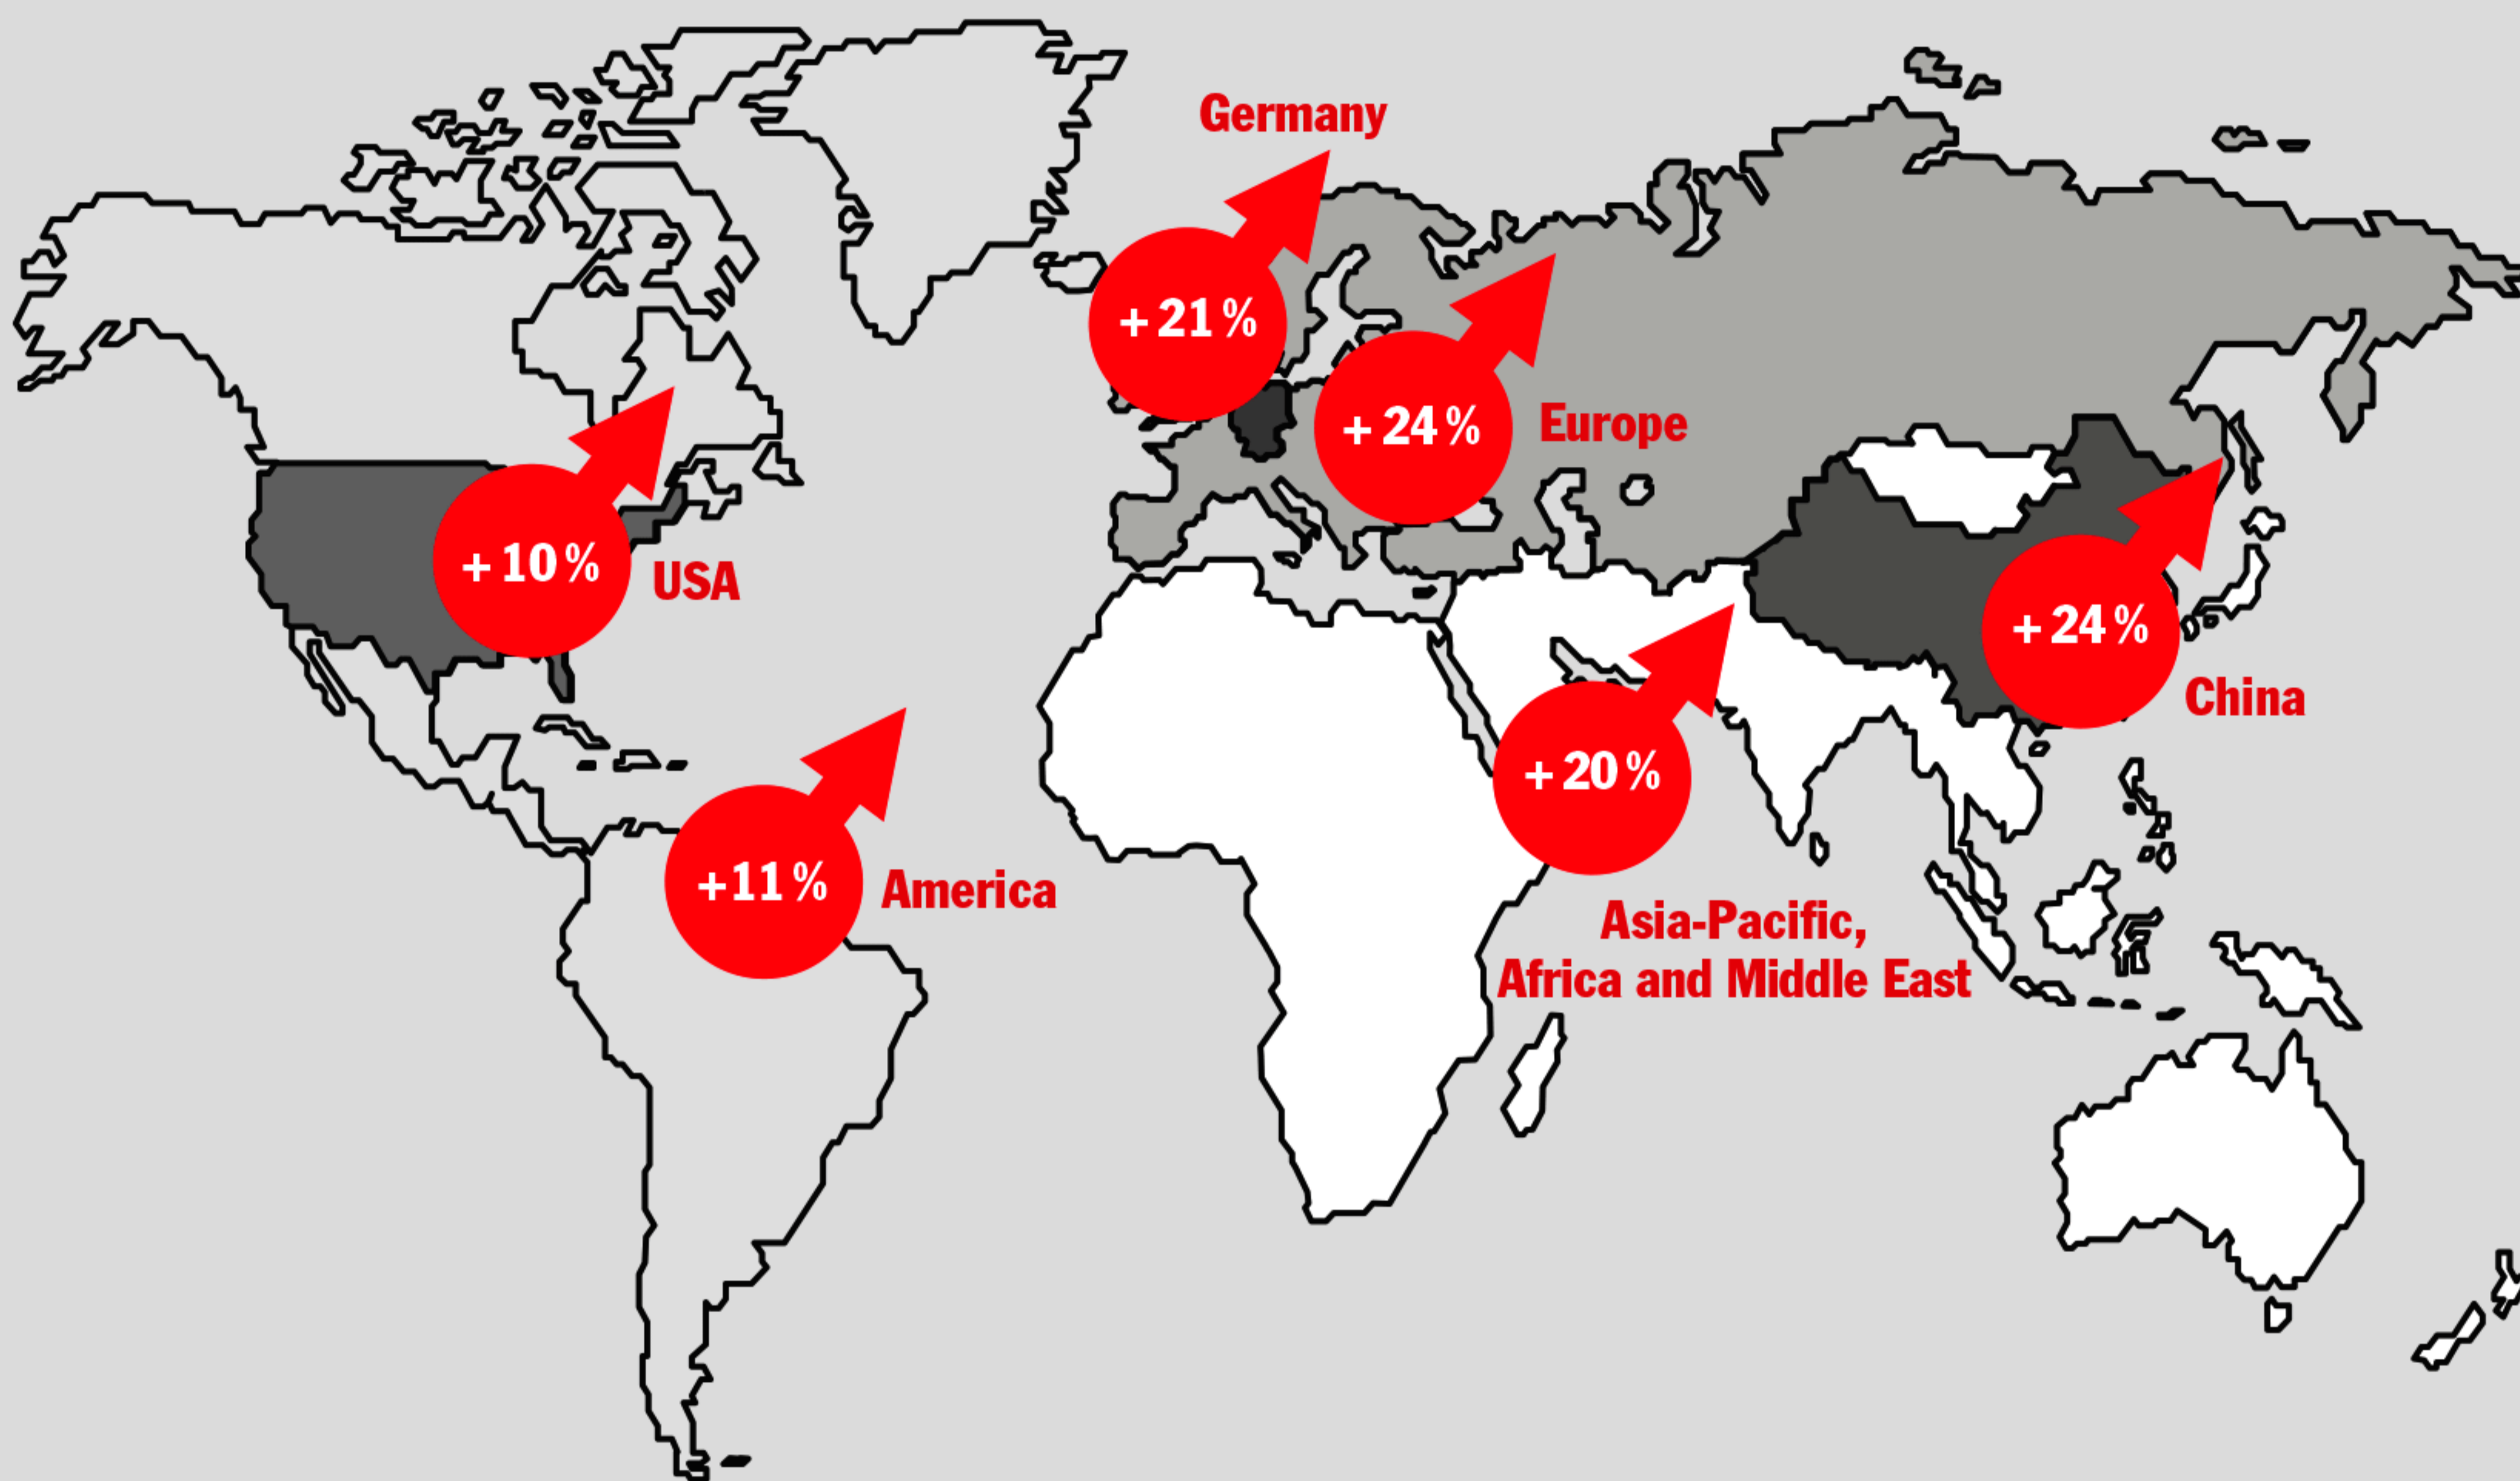 Germany
+ 21 %
+ 24 %
Europe
+ 10 %
USA
+ 24 %
China
+ 20 %
Asia-Pacific,
Africa and Middle East
+11 %
America